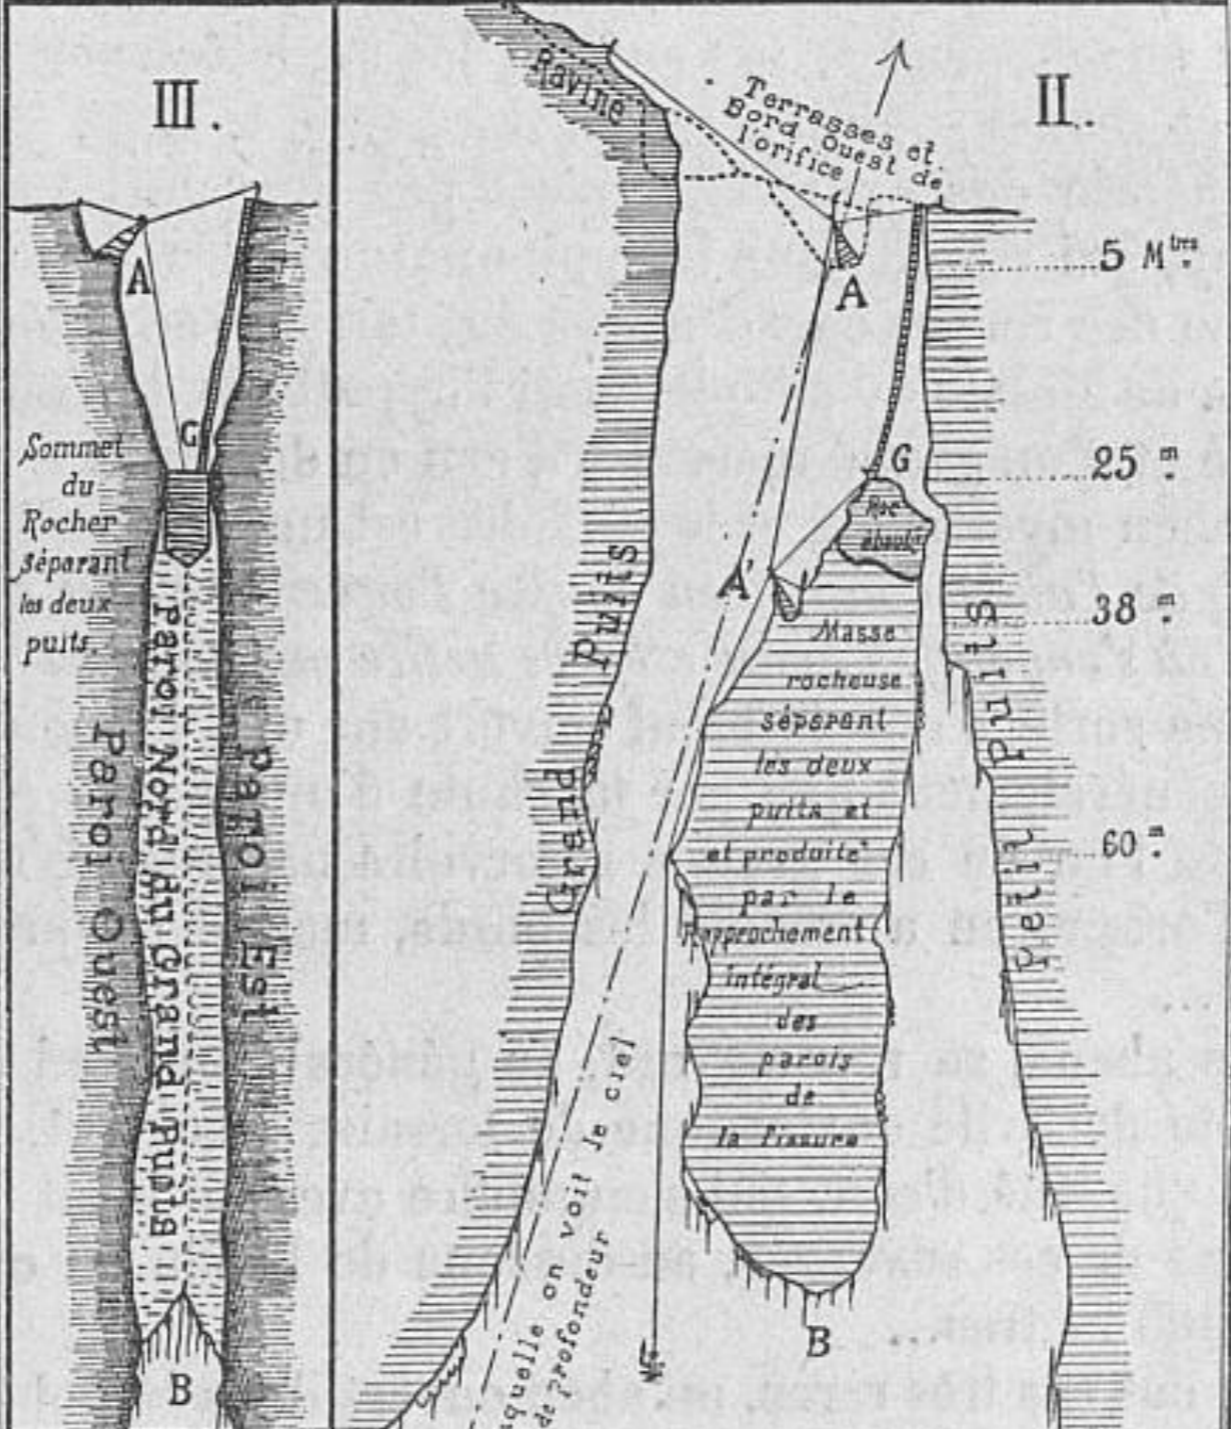 III.
A
G
Sommet
du
Rocher
séparant
les deux
puits.
Paroi Ouest
Paroi Nord du Grand Puits
Paroi Est
B
II.
Ravine
Terrasses et
Bord Ouest de
l'orifice
A
5 Mtres
G
25 m
Roc
A'
38 m
60 m
Grand Puits
Petit Puits
Masse
rocheuse
séparant
les deux
puits et
et produite
par le
Rapprochement
intégral
des
parois
de
la fissure
B
quelle on voit le ciel
de profondeur